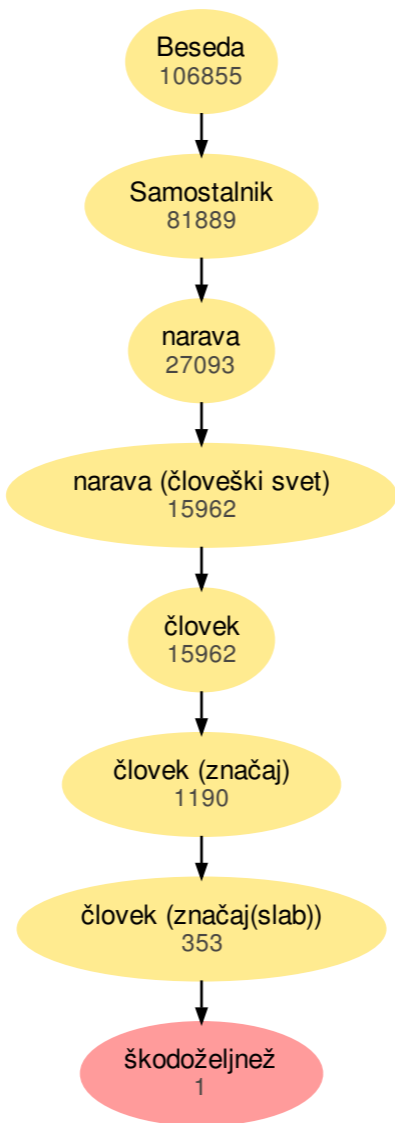 Beseda
106855
Samostalnik
81889
narava
27093
narava (človeški svet)
15962
človek
15962
človek (značaj)
1190
človek (značaj(slab))
353
škodoželjnež
1